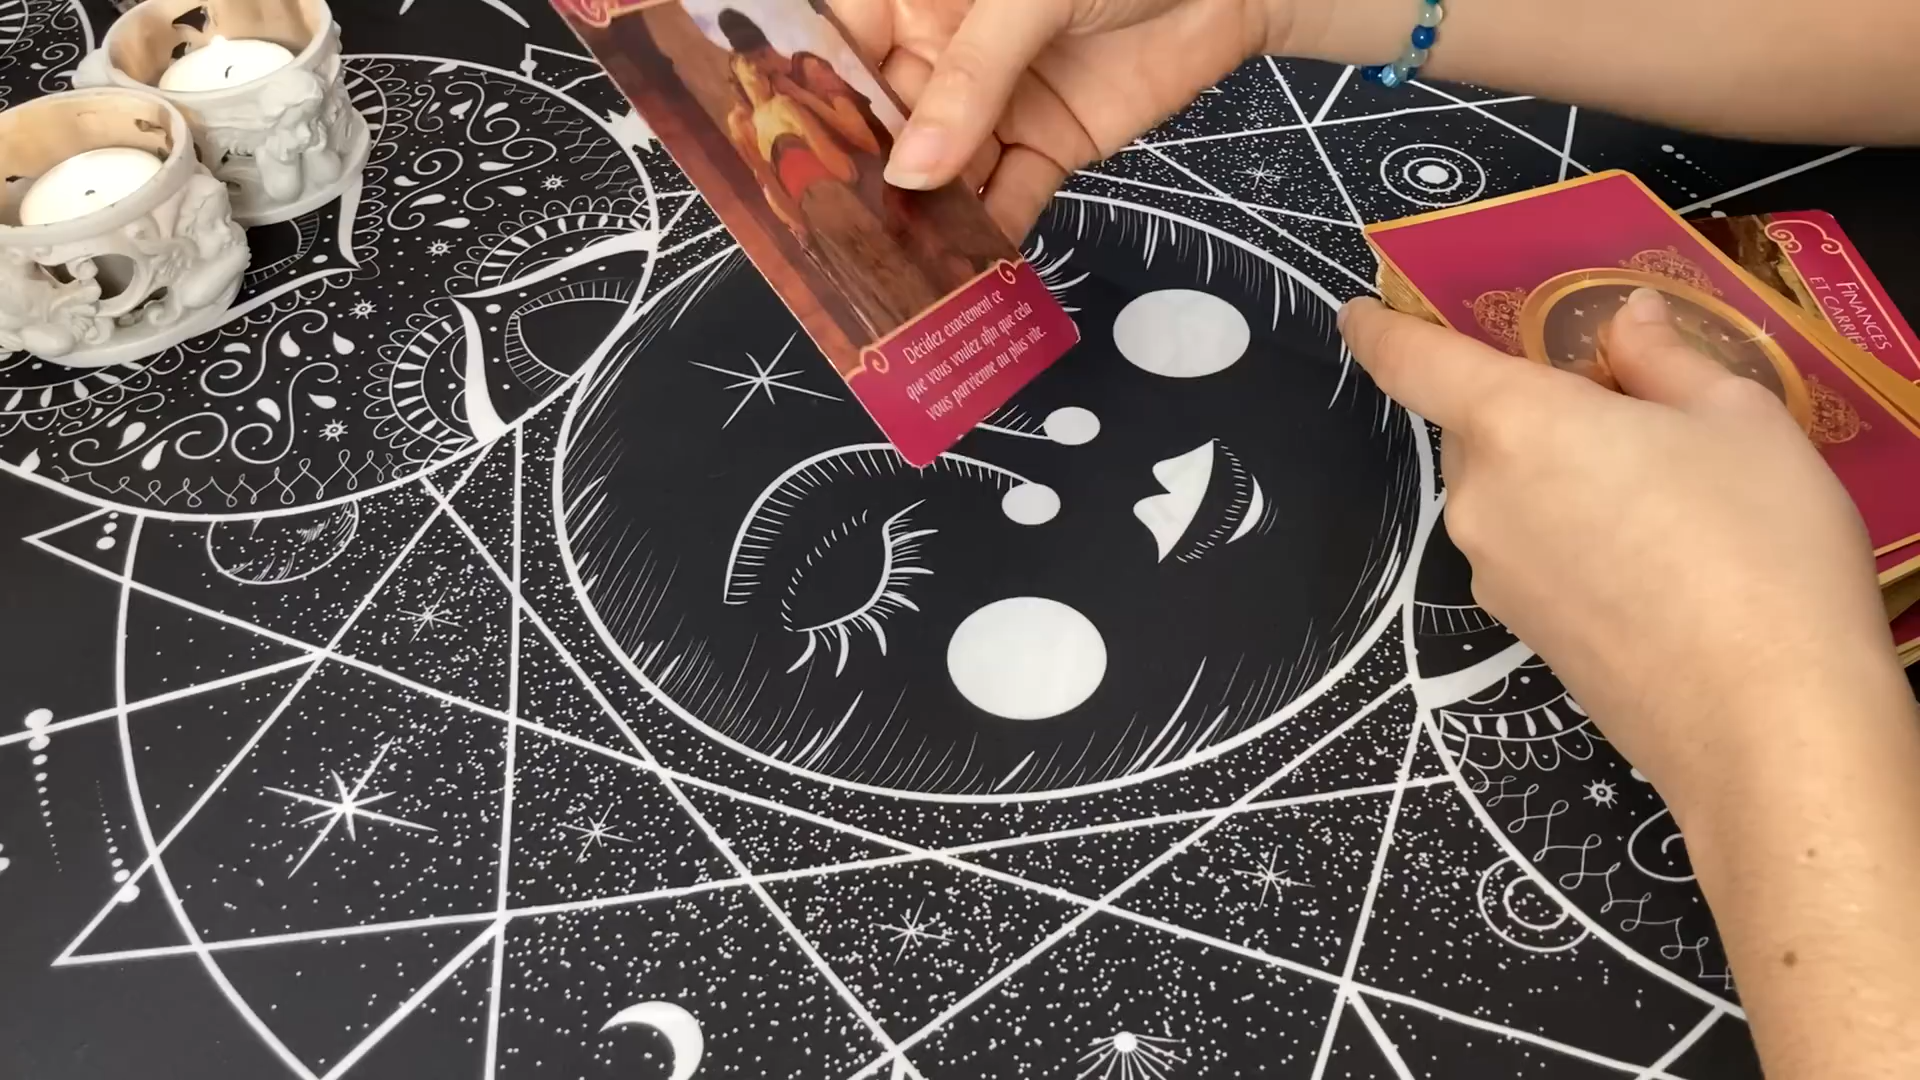 Décidez exactement ce
que vous voulez afin que cela
vous parvienne au plus vite.
FINANCES
ET CARRIÈRE